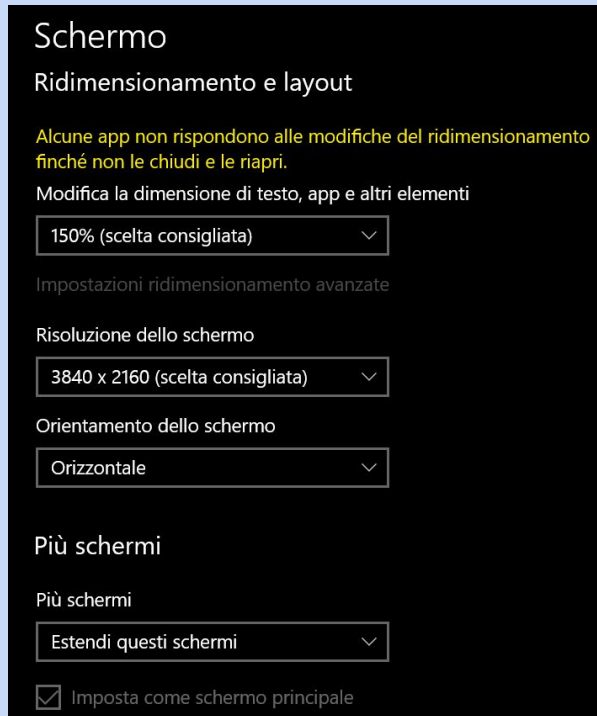 Schermo
Ridimensionamento e layout
Alcune app non rispondono alle modifiche del ridimensionamento
finché non le chiudi e le riapri.
Modifica la dimensione di testo, app e altri elementi
150% (scelta consigliata)
Impostazioni ridimensionamento avanzate
Risoluzione dello schermo
3840 x 2160 (scelta consigliata)
Orientamento dello schermo
Orizzontale
Più schermi
Più schermi
Estendi questi schermi
Imposta come schermo principale